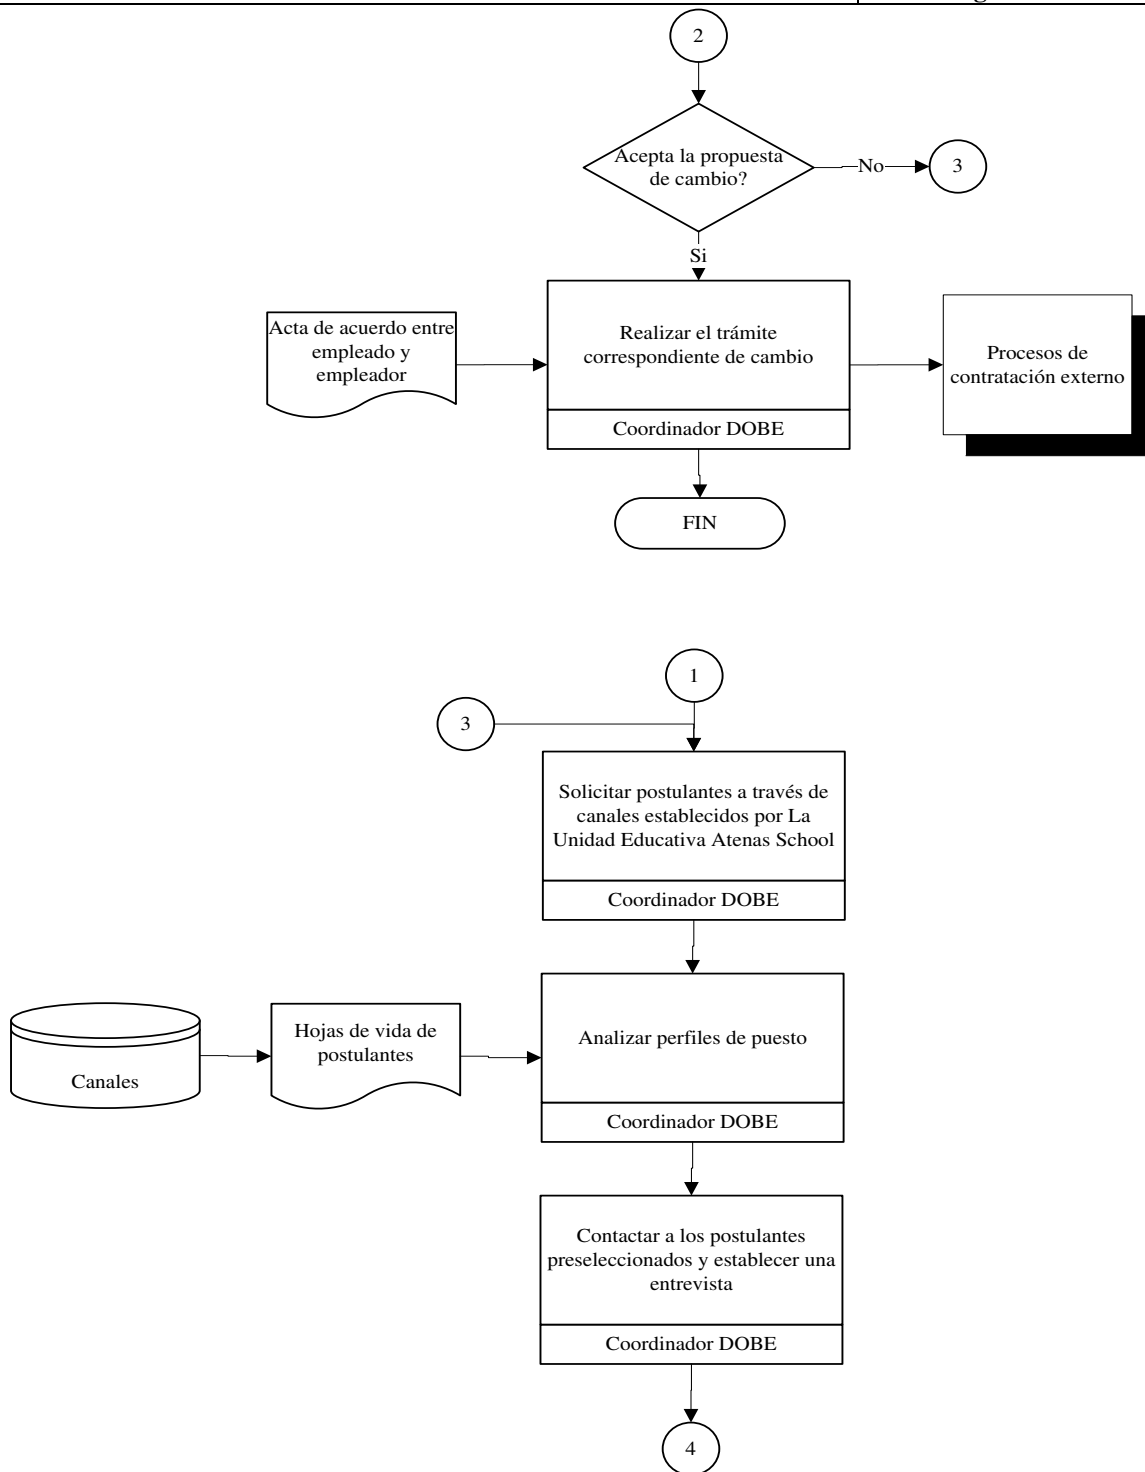 2
Acepta la propuesta
de cambio?
No
3
Si
Acta de acuerdo entre
empleado y
empleador
Realizar el trámite
correspondiente de cambio
Coordinador DOBE
Procesos de
contratación externo
FIN
1
3
Solicitar postulantes a través de
canales establecidos por La
Unidad Educativa Atenas School
Coordinador DOBE
Canales
Hojas de vida de
postulantes
Analizar perfiles de puesto
Coordinador DOBE
Contactar a los postulantes
preseleccionados y establecer una
entrevista
Coordinador DOBE
4